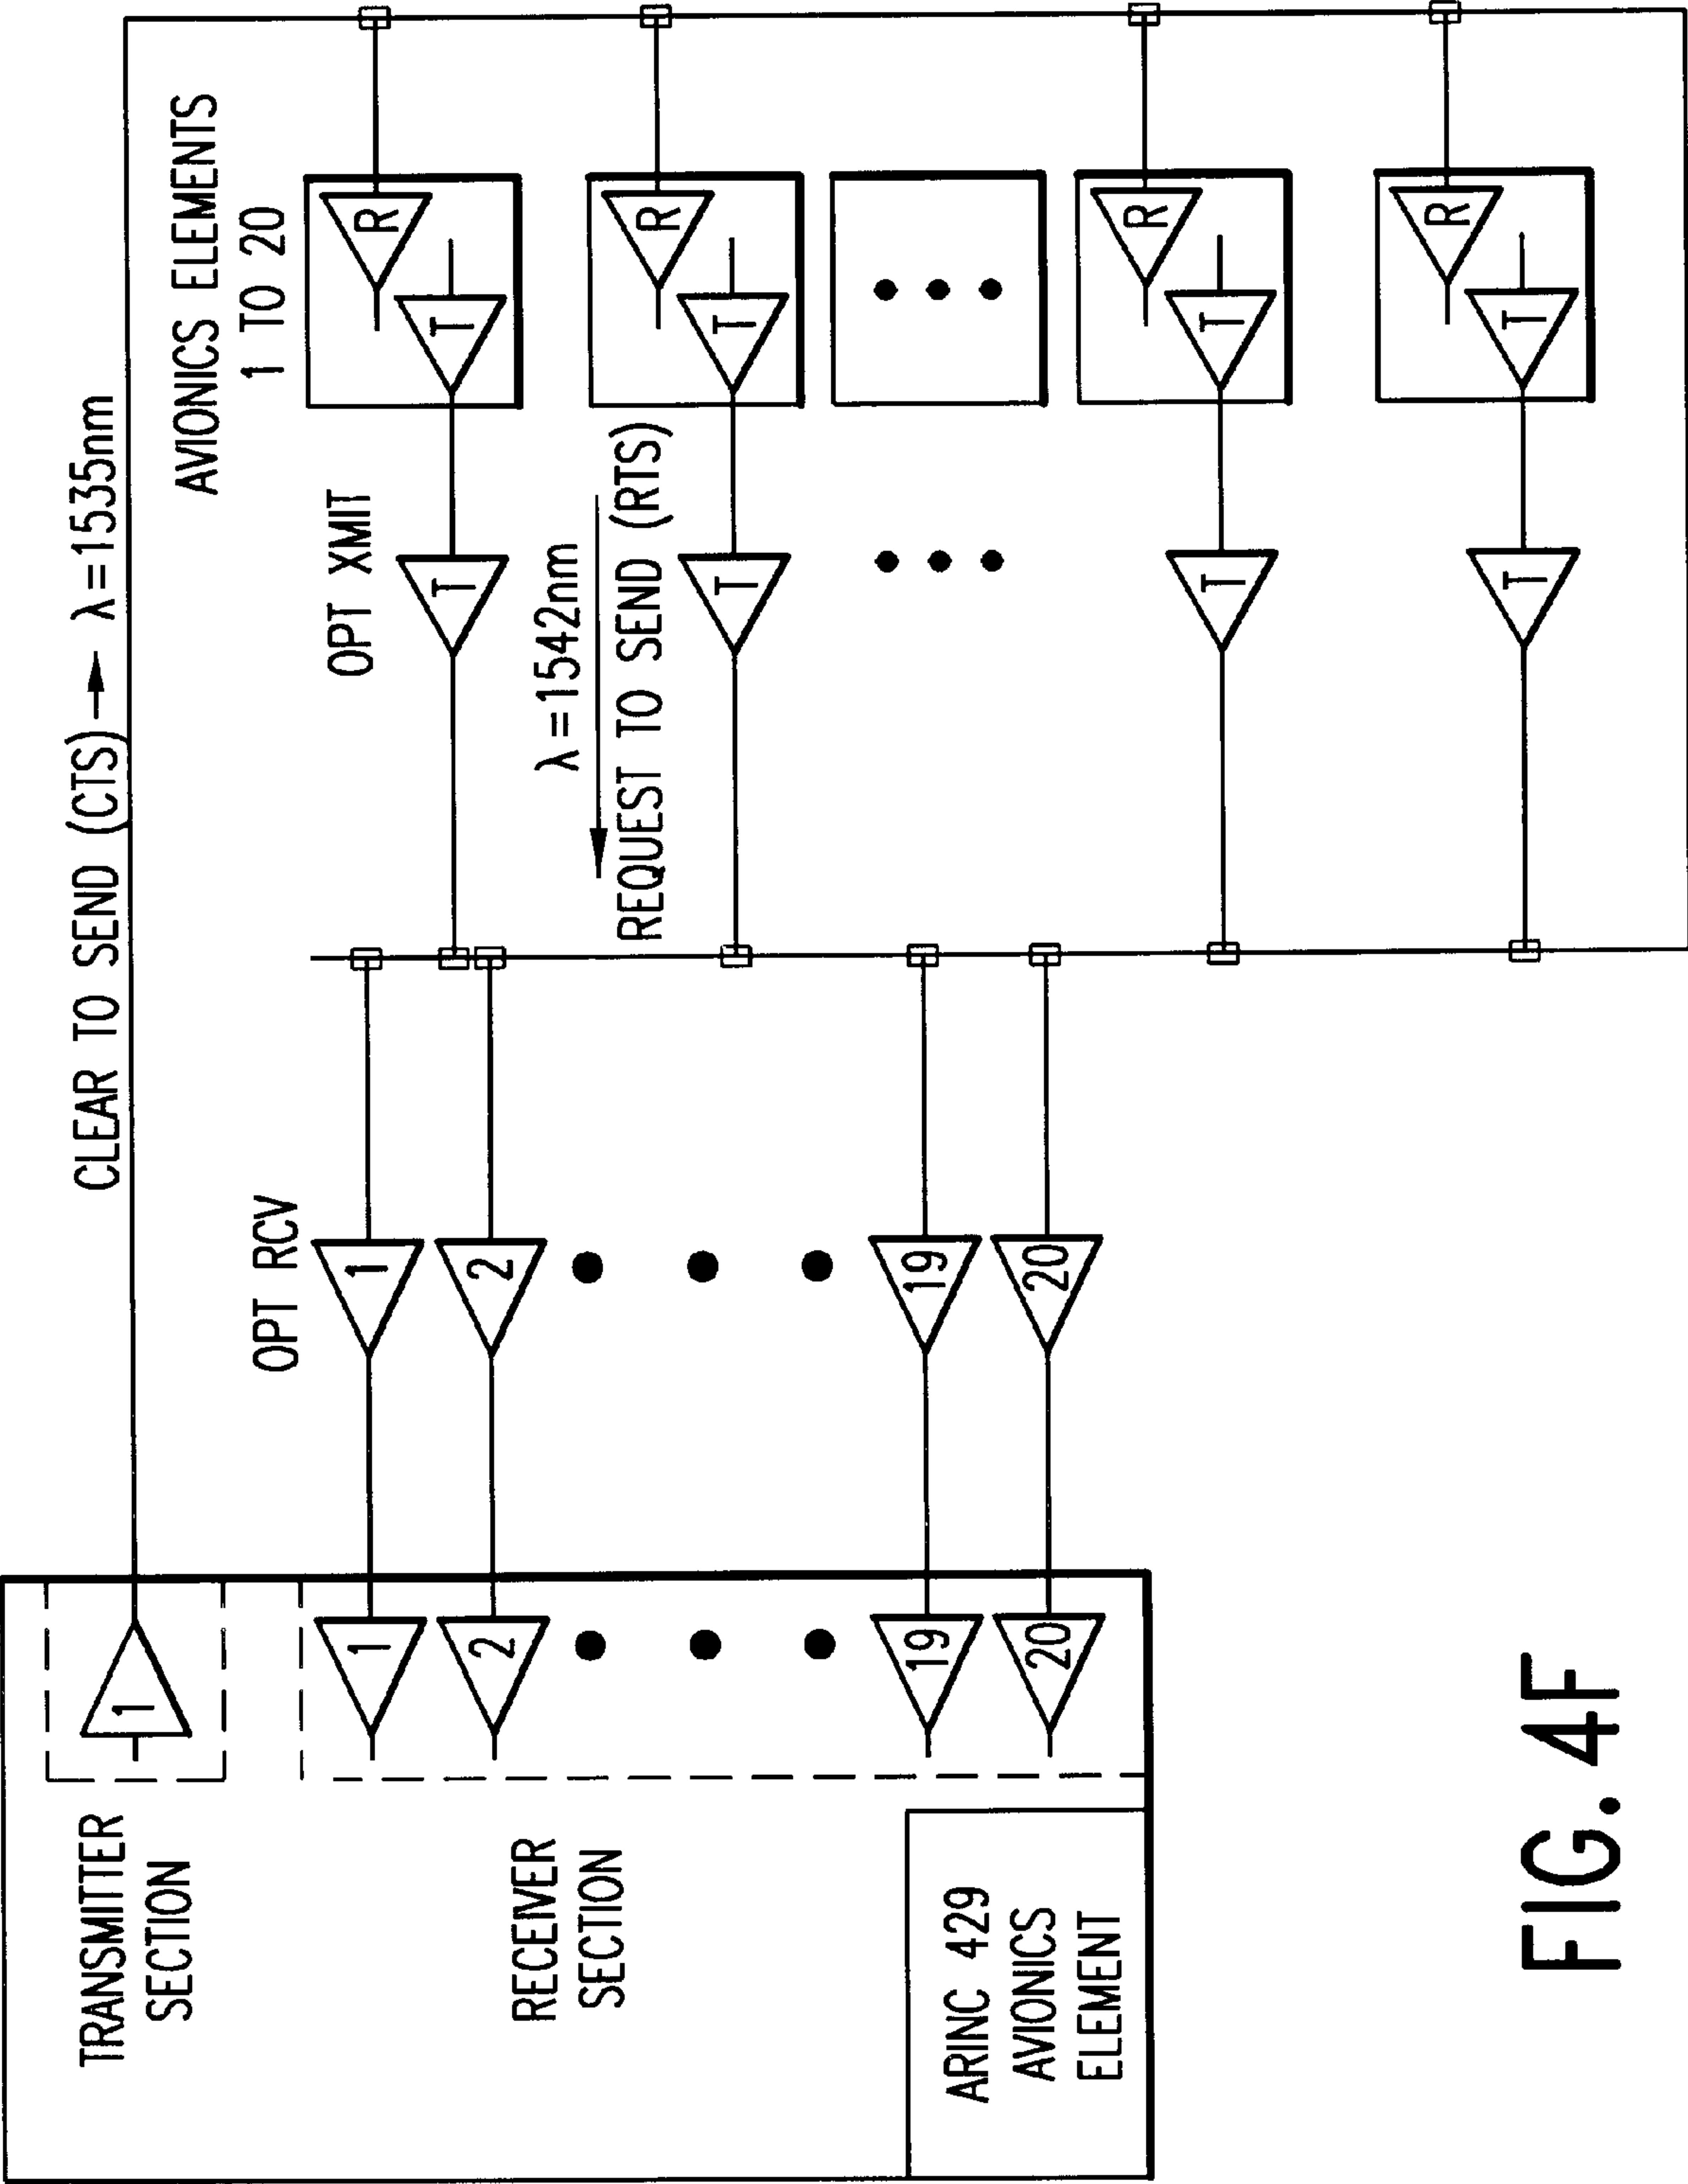 CLEAR TO SEND (CTS) → λ=1535nm
AVIONICS ELEMENTS
1 TO 20
TRANSMITTER
SECTION
1
OPT RCV
OPT XMIT
RECEIVER
SECTION
1
1
T
T
R
2
2
λ=1542nm
REQUEST TO SEND (RTS)
T
T
R
19
19
20
20
T
T
R
T
T
R
ARINC 429
AVIONICS
ELEMENT
FIG. 4F